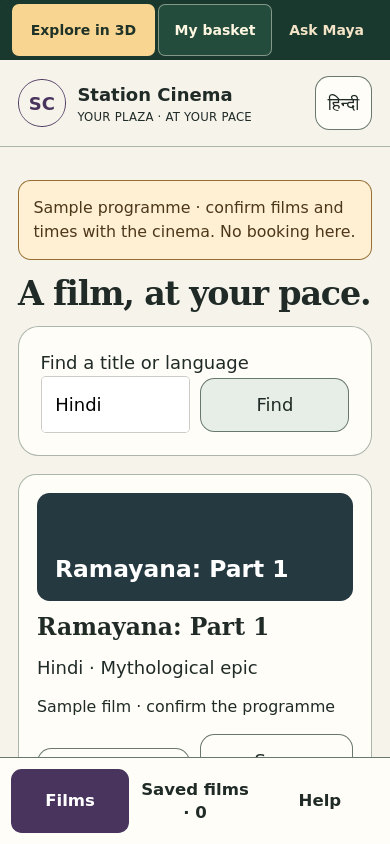 Explore in 3D
My basket
Ask Maya
SC
Station Cinema
YOUR PLAZA · AT YOUR PACE
हिन्दी
Sample programme · confirm films and
times with the cinema. No booking here.
A film, at your pace.
Find a title or language
Hindi
Find
Ramayana: Part 1
Ramayana: Part 1
Hindi · Mythological epic
Sample film · confirm the programme
Films
Saved films
· 0
Help